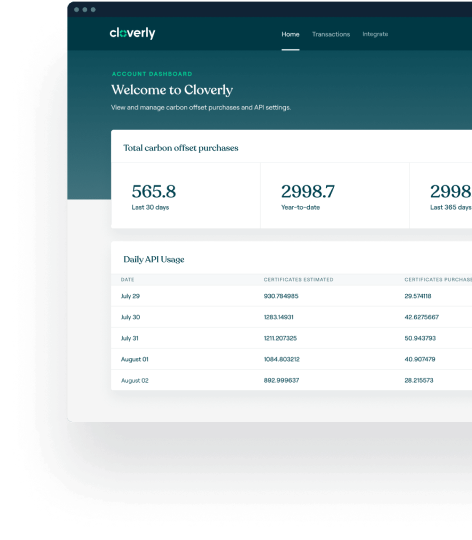 cloverly
Home Transactions Integrate
ACCOUNT DASHBOARD
Welcome to Cloverly
View and manage carbon offset purchases and API settings.
Total carbon offset purchases
565.8 2998.7 2998
Last 30 days Year-to-date Last 365 days
Daily API Usage
DATE CERTIFICATES ESTIMATED CERTIFICATES PURCHASE
July 29 930.784985 29.574118
July 30 1283.14931 42.6275667
July 31 1211.207325 50.943793
August 01 1084.803212 40.907479
August 02 892.999637 28.215573